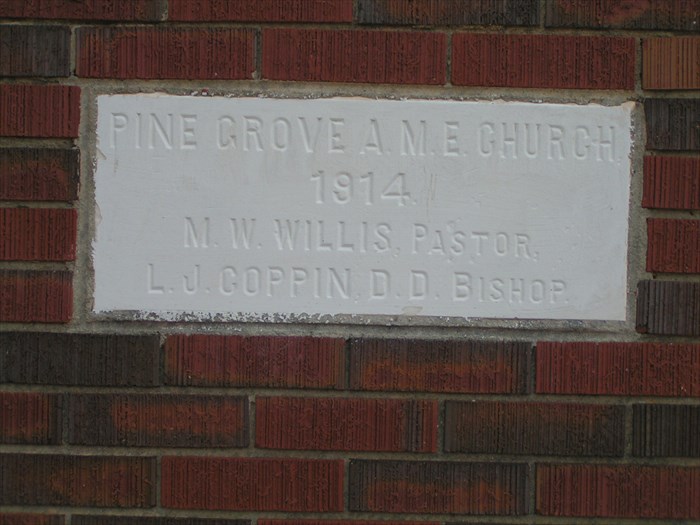 PINE GROVE A.M.E. CHURCH.
1914.
M. W. WILLIS, PASTOR,
L. J. COPPIN, D. D. BISHOP.